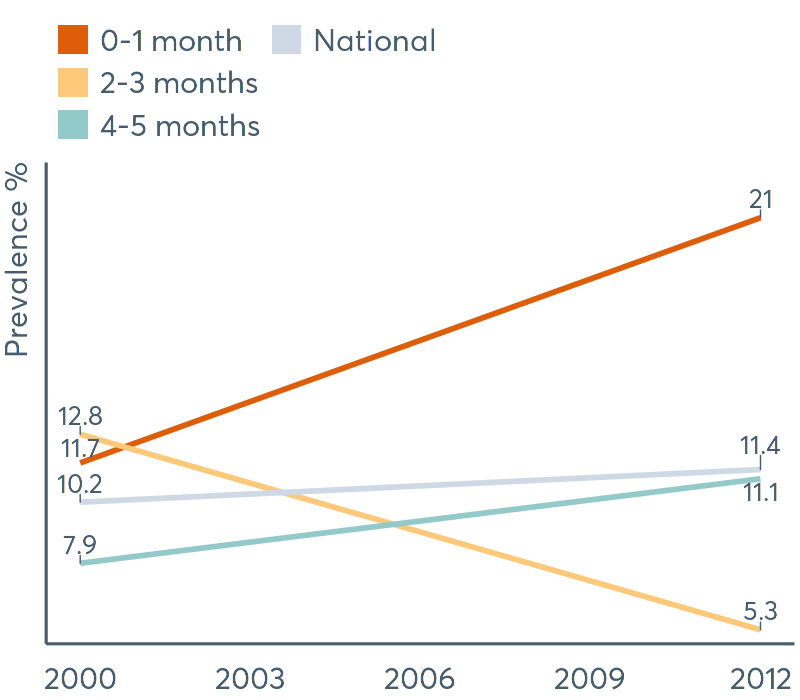 0-1 month National
2-3 months
4-5 months
Prevalence %
21
12.8
11.7
10.2
7.9
11.4
11.1
5.3
2000 2003 2006 2009 2012